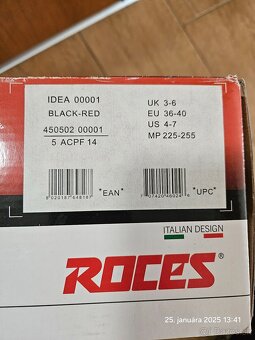 IDEA 00001
BLACK-RED
450502 00001
5 ACPF 14
UK 3-6
EU 36-40
US 4-7
MP 225-255
"EAN"
"UPC"
ITALIAN DESIGN
ROCES
25. januára 2025 13:41